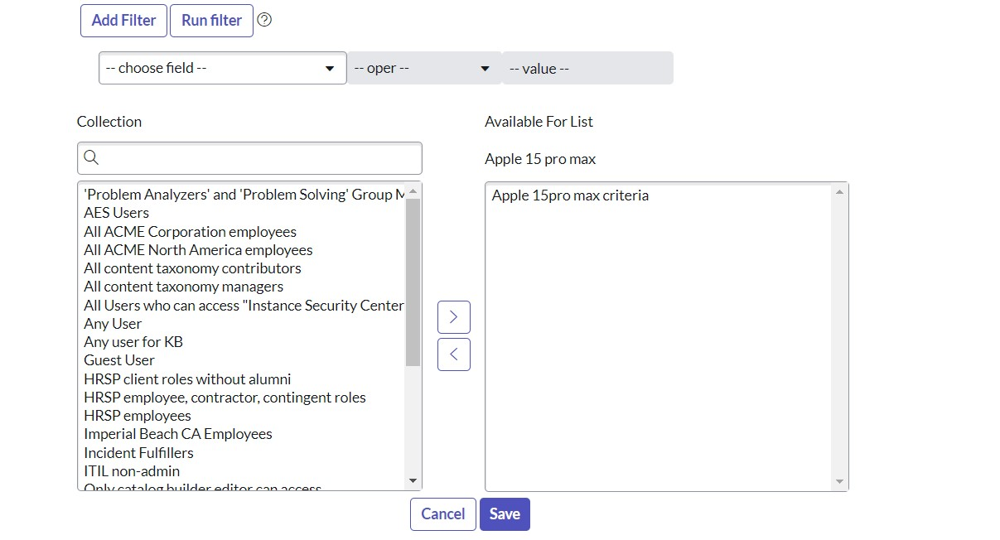 Add Filter
Run filter
-- choose field --
-- oper --
-- value --
Collection
'Problem Analyzers' and 'Problem Solving' Group
AES Users
All ACME Corporation employees
All ACME North America employees
All content taxonomy contributors
All content taxonomy managers
All Users who can access "Instance Security Center
Any User
Any user for KB
Guest User
HRSP client roles without alumni
HRSP employee, contractor, contingent roles
HRSP employees
Imperial Beach CA Employees
Incident Fulfillers
ITIL non-admin
Only catalog builder editor can access
Available For List
Apple 15 pro max
Apple 15pro max criteria
Cancel
Save